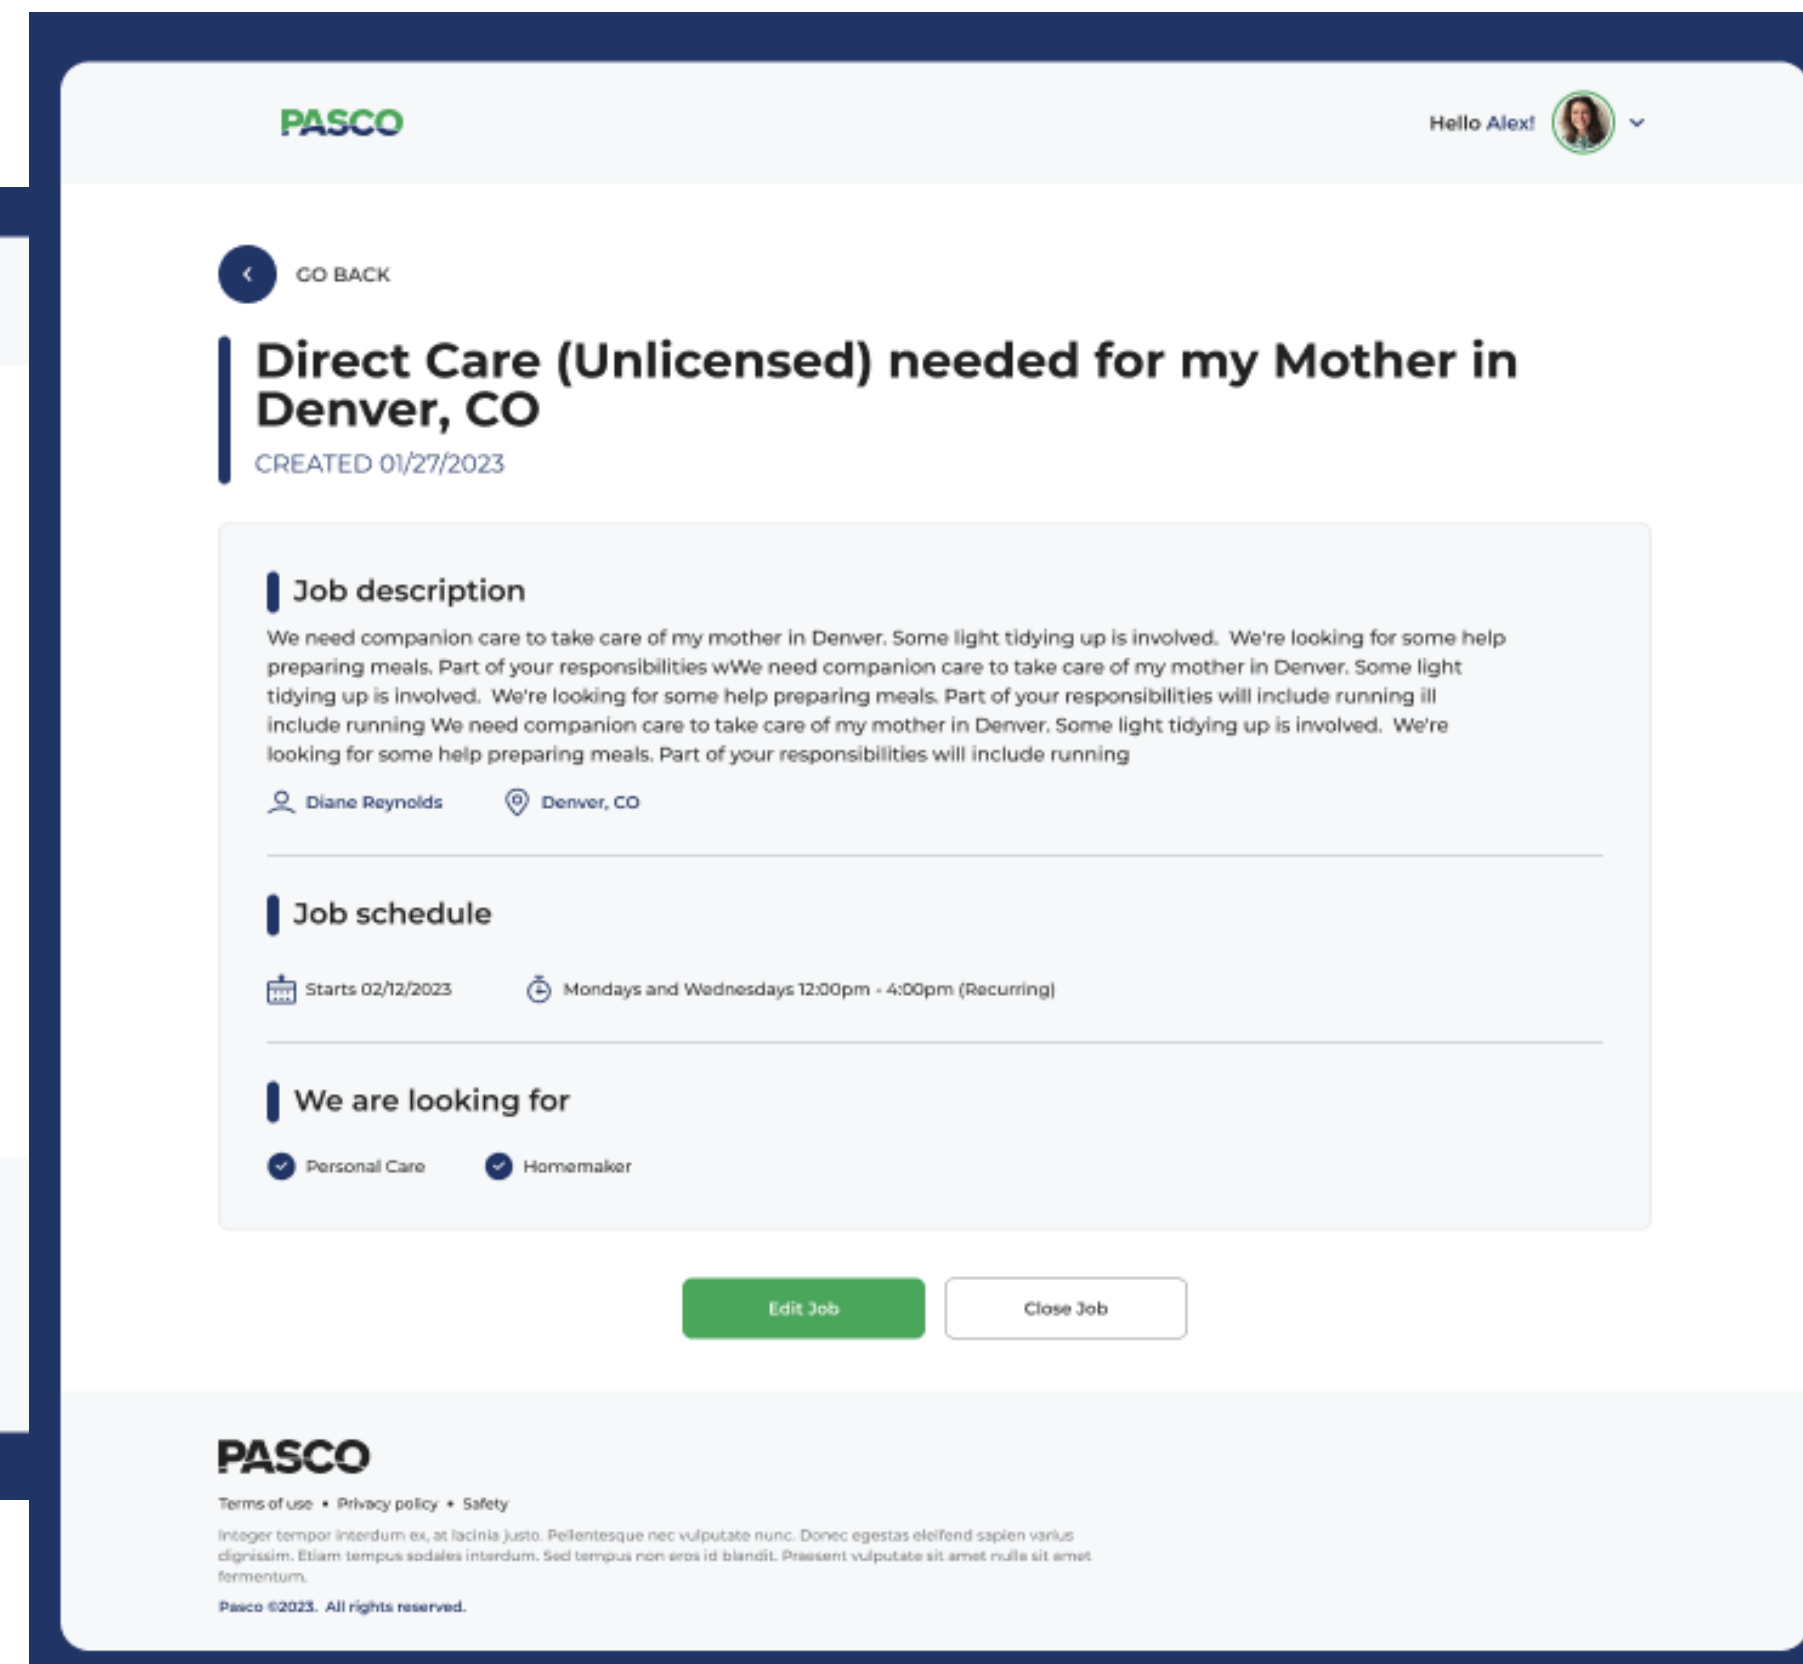 PASCO
Hello Alex!
GO BACK
Direct Care (Unlicensed) needed for my Mother in
Denver, CO
CREATED 01/27/2023
Job description
We need companion care to take care of my mother in Denver. Some light tidying up is involved.  We're looking for some help
preparing meals. Part of your responsibilities wWe need companion care to take care of my mother in Denver. Some light
tidying up is involved.  We're looking for some help preparing meals. Part of your responsibilities will include running ill
include running We need companion care to take care of my mother in Denver. Some light tidying up is involved.  We're
looking for some help preparing meals. Part of your responsibilities will include running
Diane Reynolds Denver, CO
Job schedule
Starts 02/12/2023 Mondays and Wednesdays 12:00pm - 4:00pm (Recurring)
We are looking for
Personal Care Homemaker
Edit Job Close Job
PASCO
Terms of use • Privacy policy • Safety
Integer tempor interdum ex, at lacinia justo. Pellentesque nec vulputate nunc. Donec egestas eleifend sapien varius
dignissim. Etiam tempus sodales interdum. Sed tempus non eros id blandit. Praesent vulputate sit amet nulla sit amet
fermentum.
Pasco ©2023.  All rights reserved.